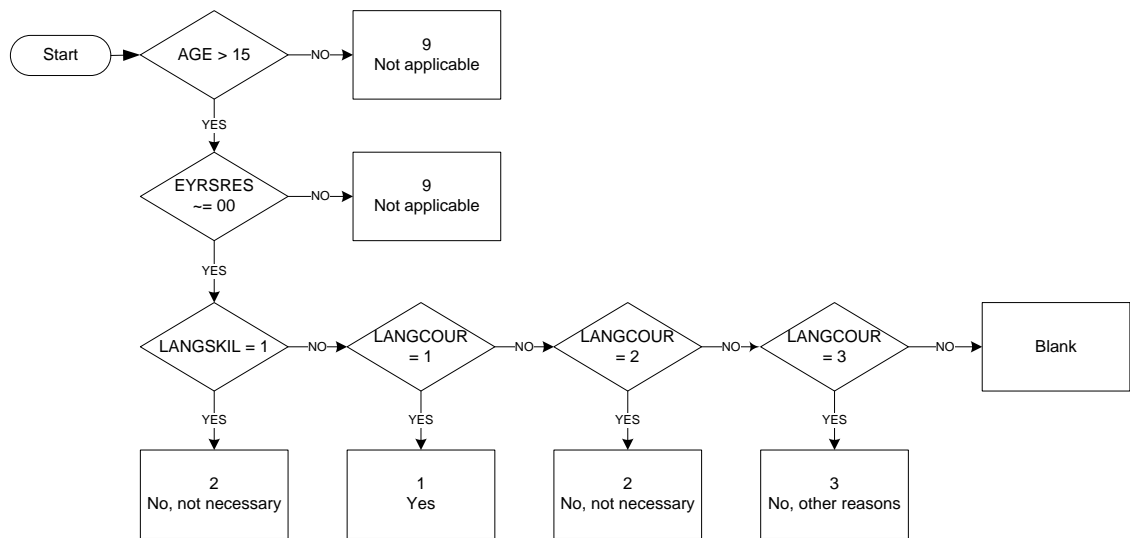 Start
AGE > 15
NO
9
Not applicable
YES
EYRSRES
~= 00
NO
9
Not applicable
YES
LANGSKIL = 1
NO
LANGCOUR
= 1
NO
LANGCOUR
= 2
NO
LANGCOUR
= 3
NO
Blank
YES
YES
YES
YES
2
No, not necessary
1
Yes
2
No, not necessary
3
No, other reasons